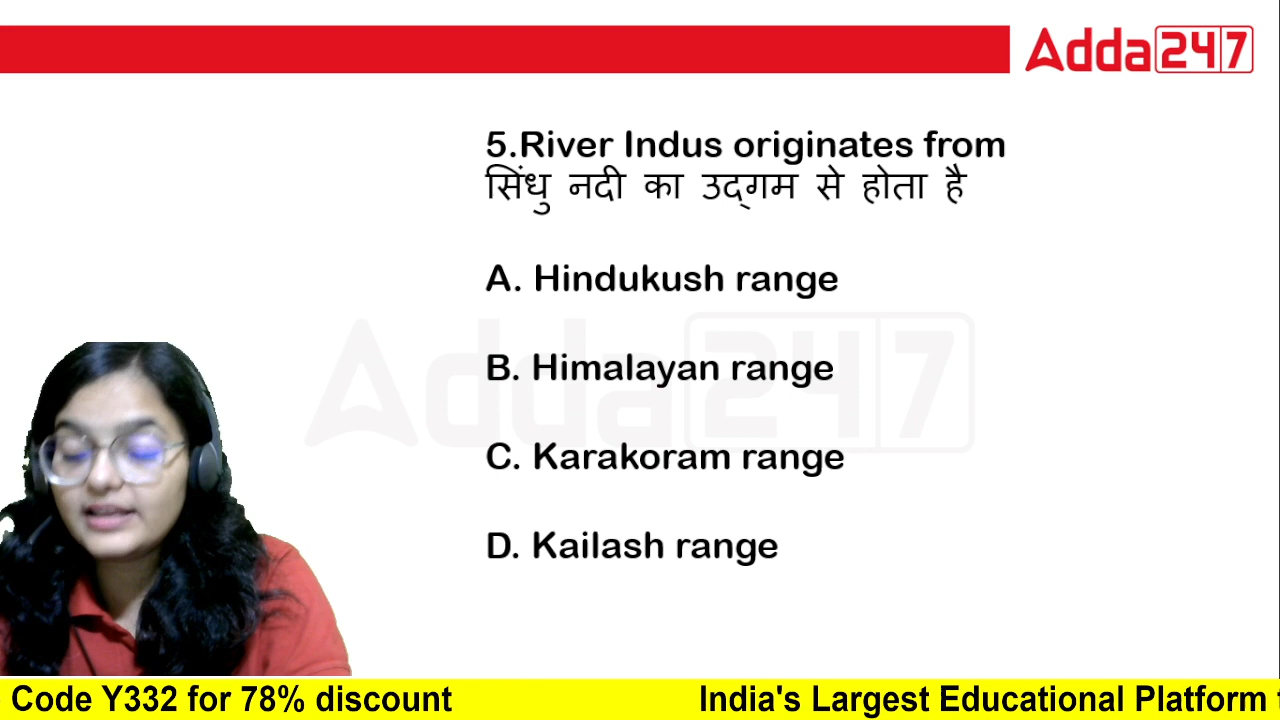 Adda247
5.River Indus originates from
सिंधु नदी का उद्गम से होता है
A. Hindukush range
B. Himalayan range
C. Karakoram range
D. Kailash range
Adda247
Code Y332 for 78% discount India's Largest Educational Platform